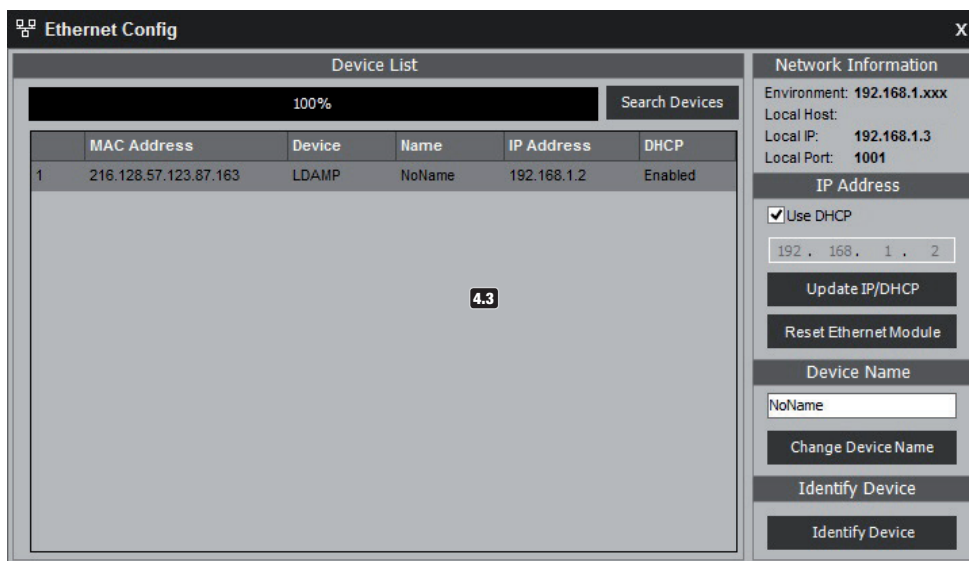 Ethernet Config X
Device List
100% Search Devices
MAC Address Device Name IP Address DHCP
1 216.128.57.123.87.163 LDAMP NoName 192.168.1.2 Enabled
4.3
Network Information
Environment: 192.168.1.xxx
Local Host:
Local IP: 192.168.1.3
Local Port: 1001
IP Address
Use DHCP
192 . 168 . 1 . 2
Update IP/DHCP
Reset Ethernet Module
Device Name
NoName
Change Device Name
Identify Device
Identify Device